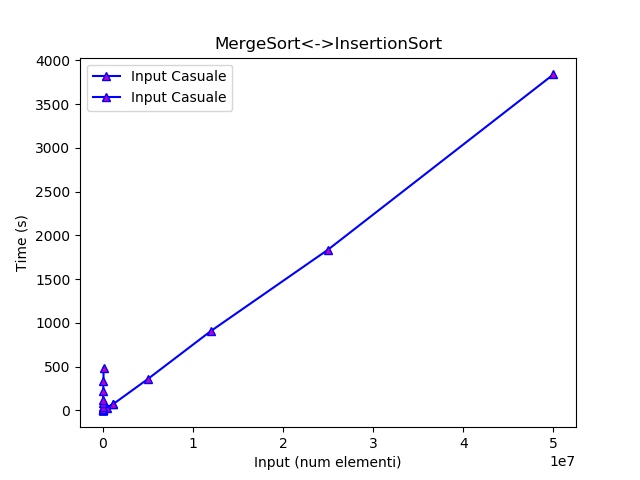 MergeSort<->InsertionSort
Input Casuale
Input Casuale
Time (s)
4000
3500
3000
2500
2000
1500
1000
500
0
0 1 2 3 4 5
1e7
Input (num elementi)